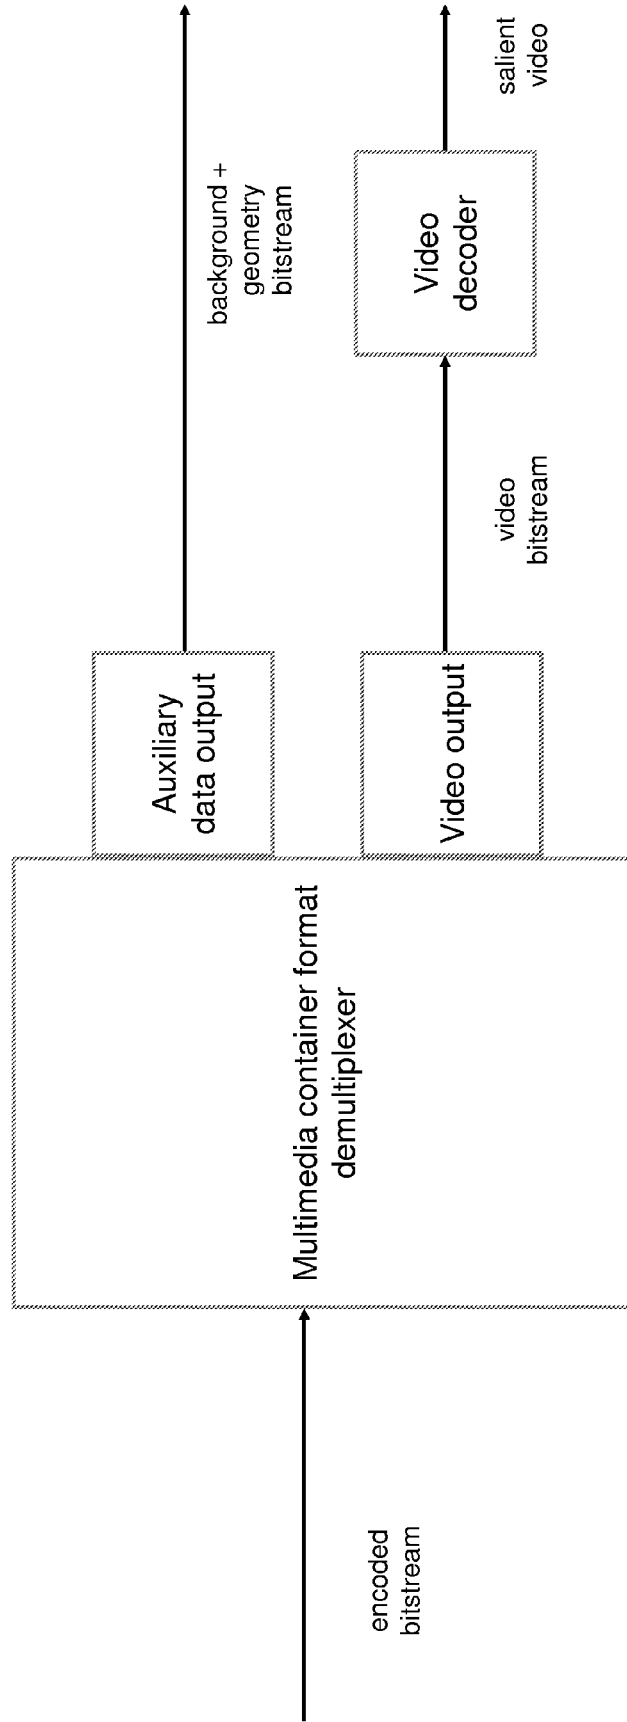 encoded
bitstream
Multimedia container format
demultiplexer
Auxiliary
data output
Video output
background +
geometry
bitstream
video
bitstream
Video
decoder
salient
video